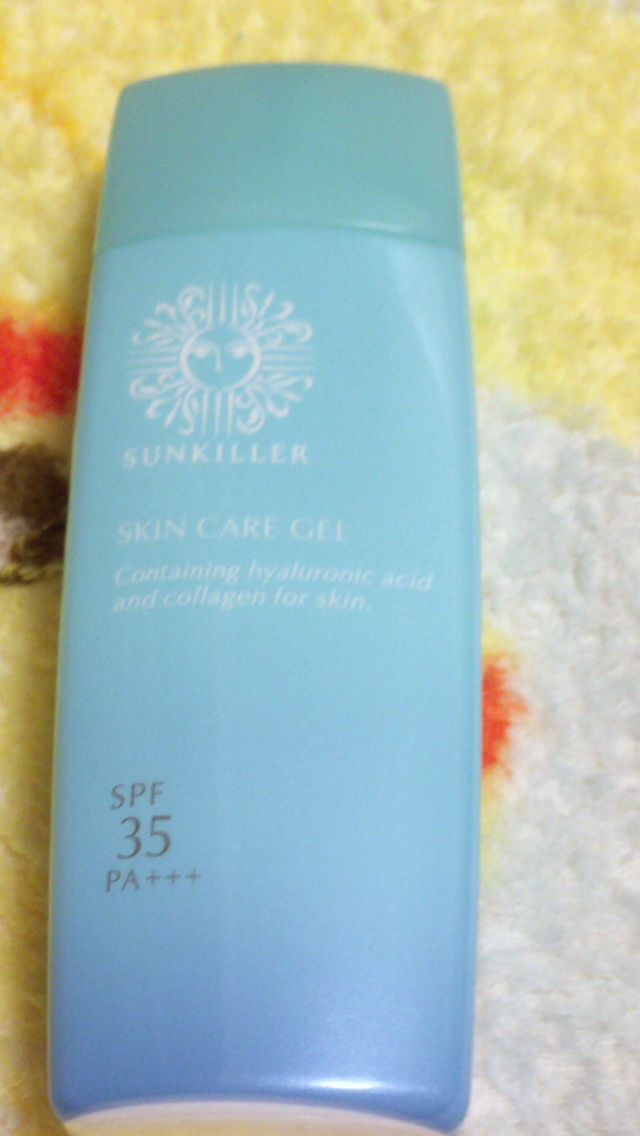 SUNKILLER
SKIN CARE GEL
Containing hyaluronic acid
and collagen for skin.
SPF
35
PA+++